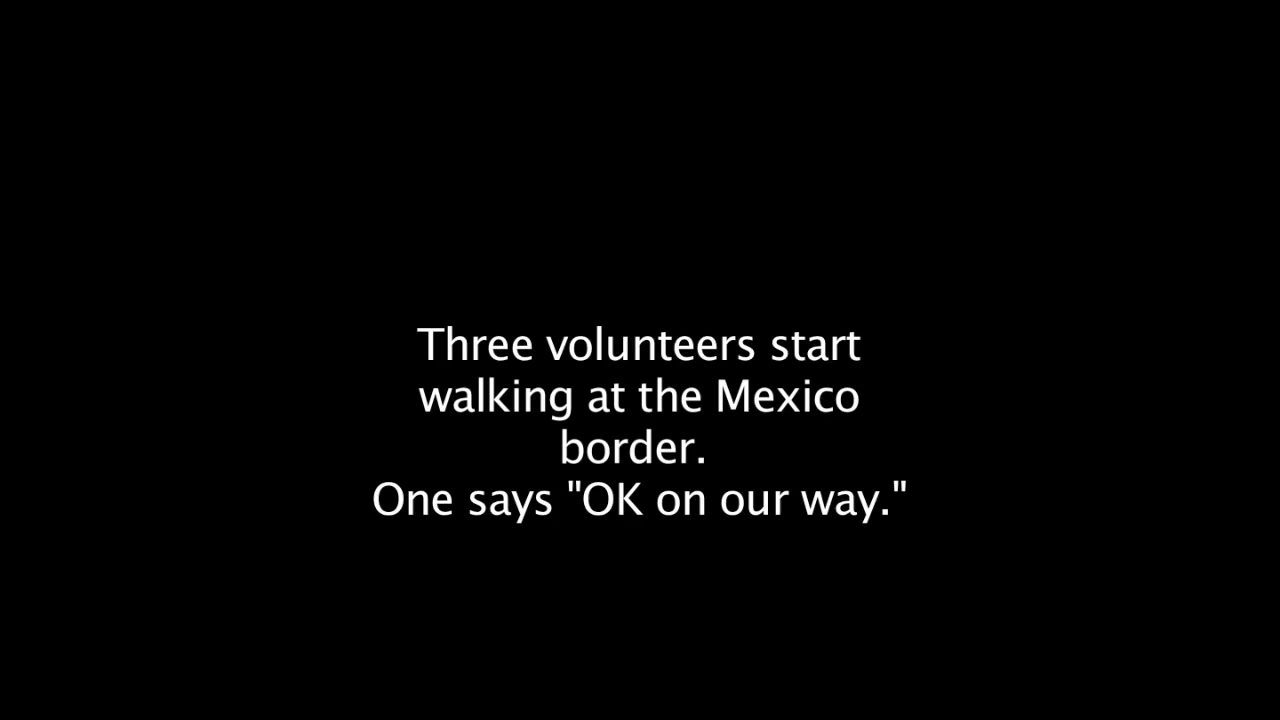 Three volunteers start
walking at the Mexico
border.
One says "OK on our way."